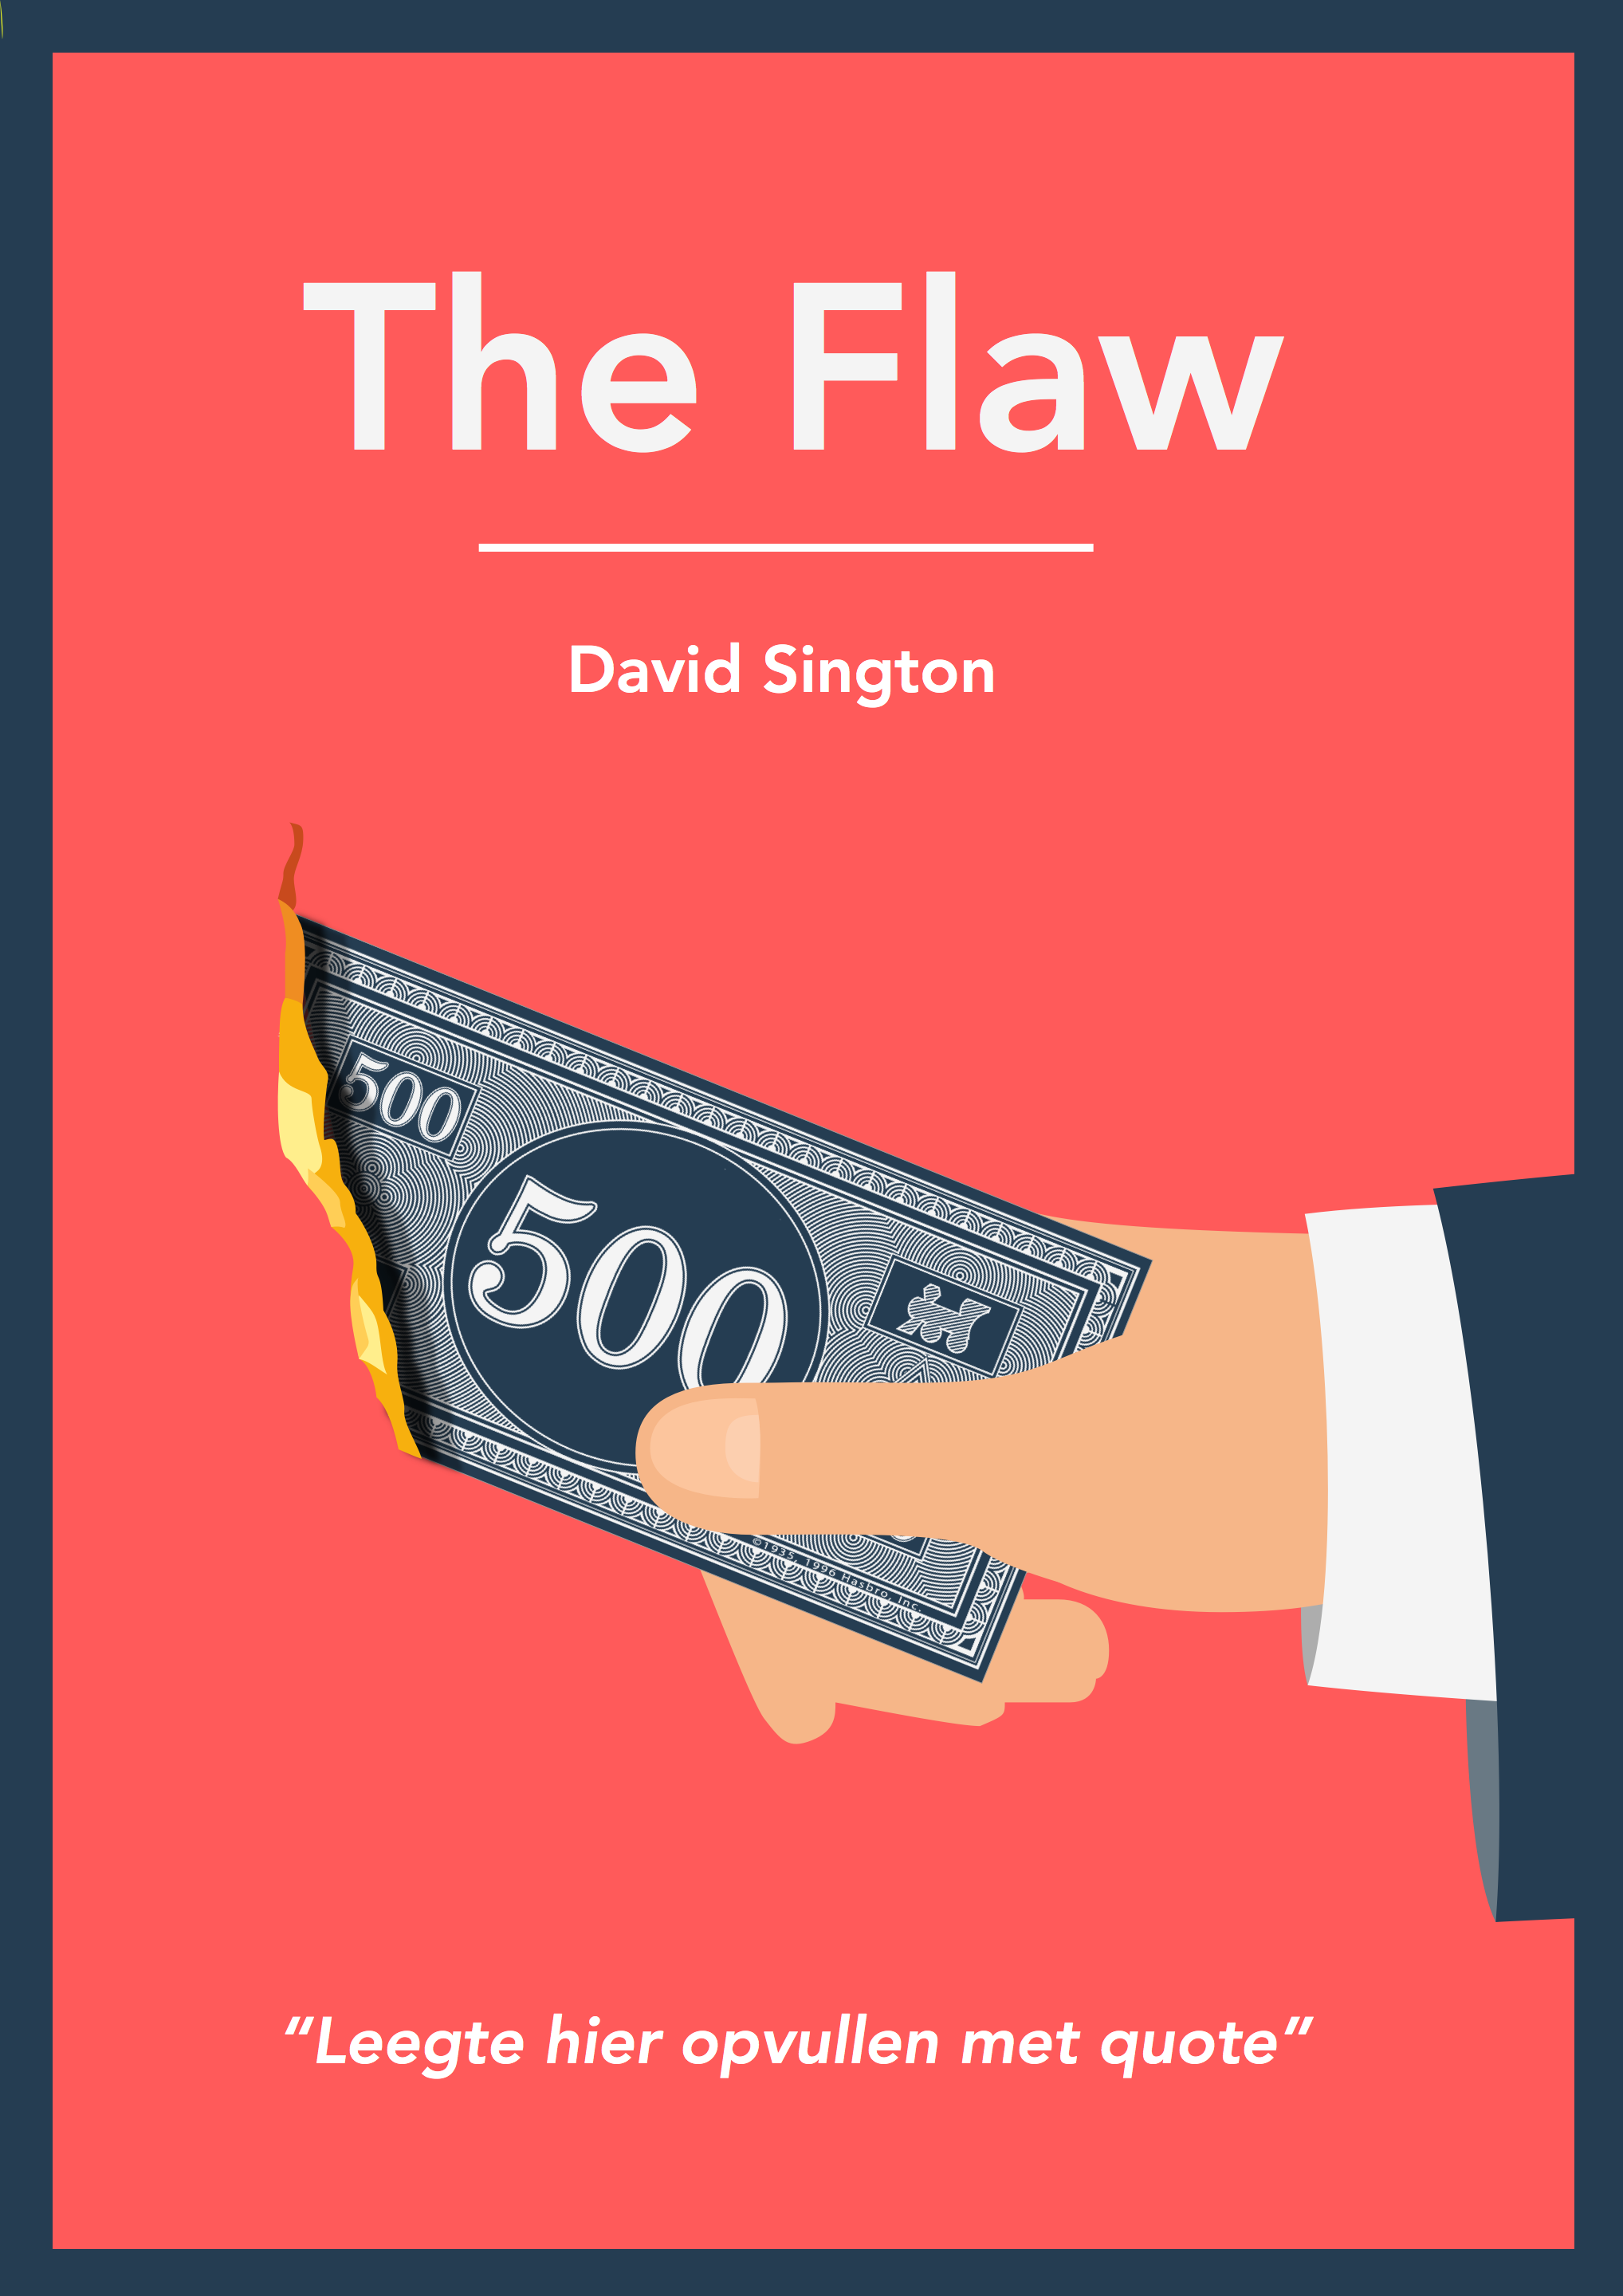 The Flaw
David Sington
500
500
©1935, 1996 Hasbro, Inc.
“Leegte hier opvullen met quote”